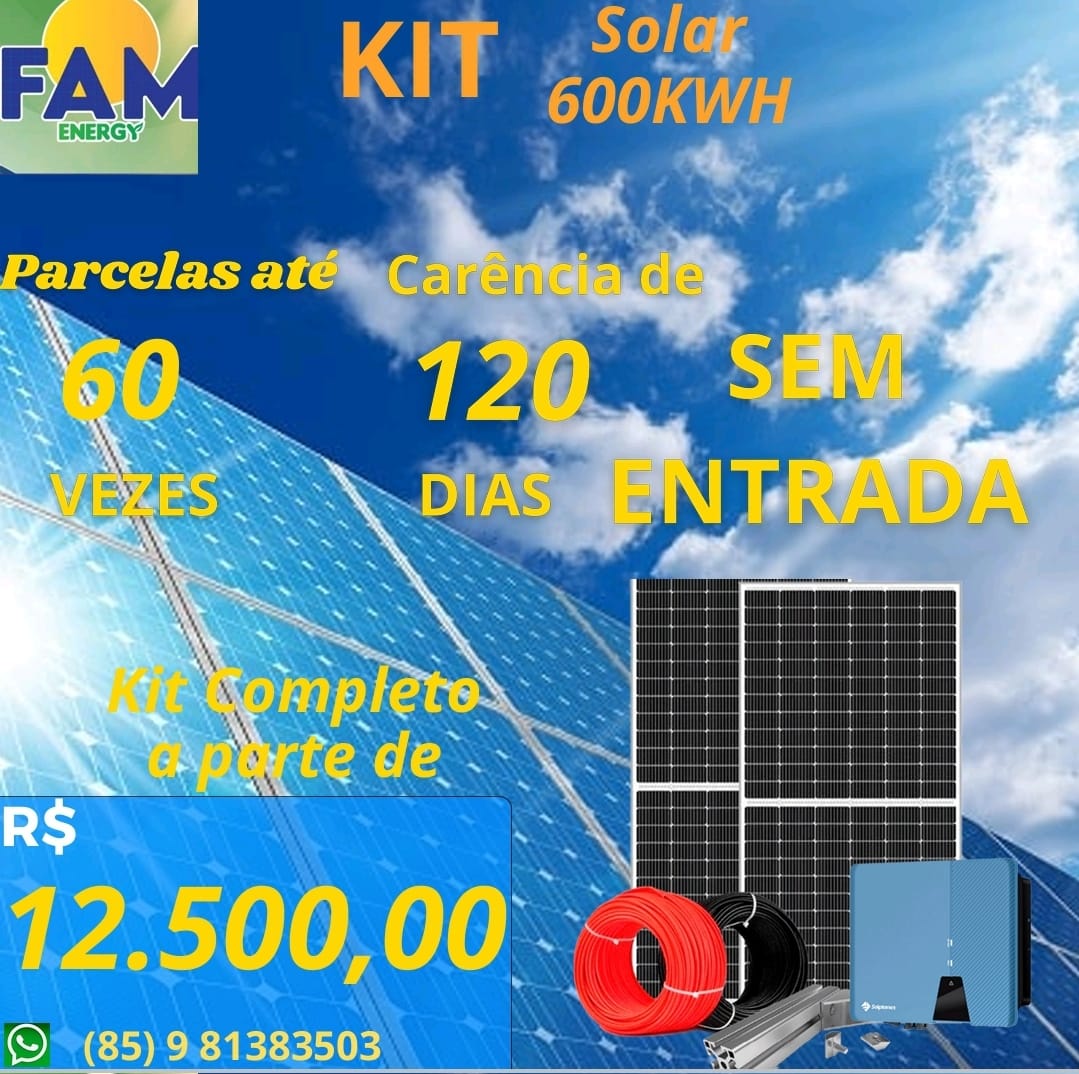 FAM
ENERGY
KIT
Solar
600KWH
Parcelas até
60
VEZES
Carência de
120
DIAS
SEM
ENTRADA
Kit Completo
a parte de
R$
12.500,00
(85) 9 81383503
Solplanet